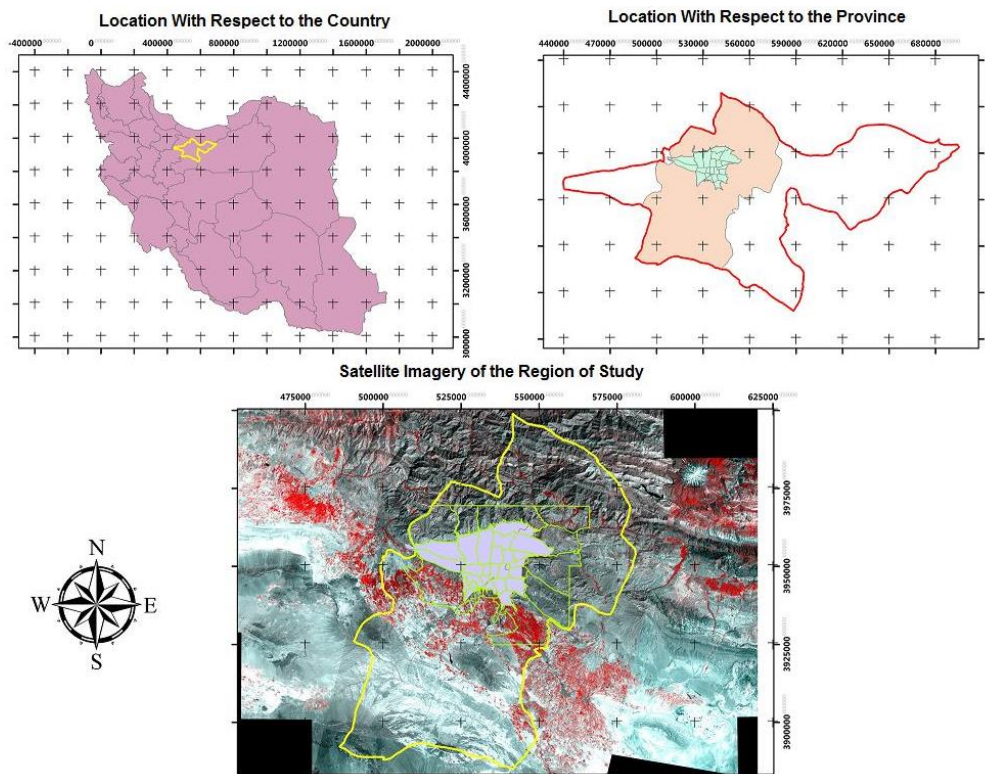 Location With Respect to the Country
-400000 0 400000 800000 1200000 1600000 2000000
4400000
4000000
3600000
3200000
Location With Respect to the Province
440000 470000 500000 530000 560000 590000 620000 650000 680000
Satellite Imagery of the Region of Study
475000 500000 525000 550000 575000 600000 625000
3975000
3950000
3925000
3900000
N
W E
S